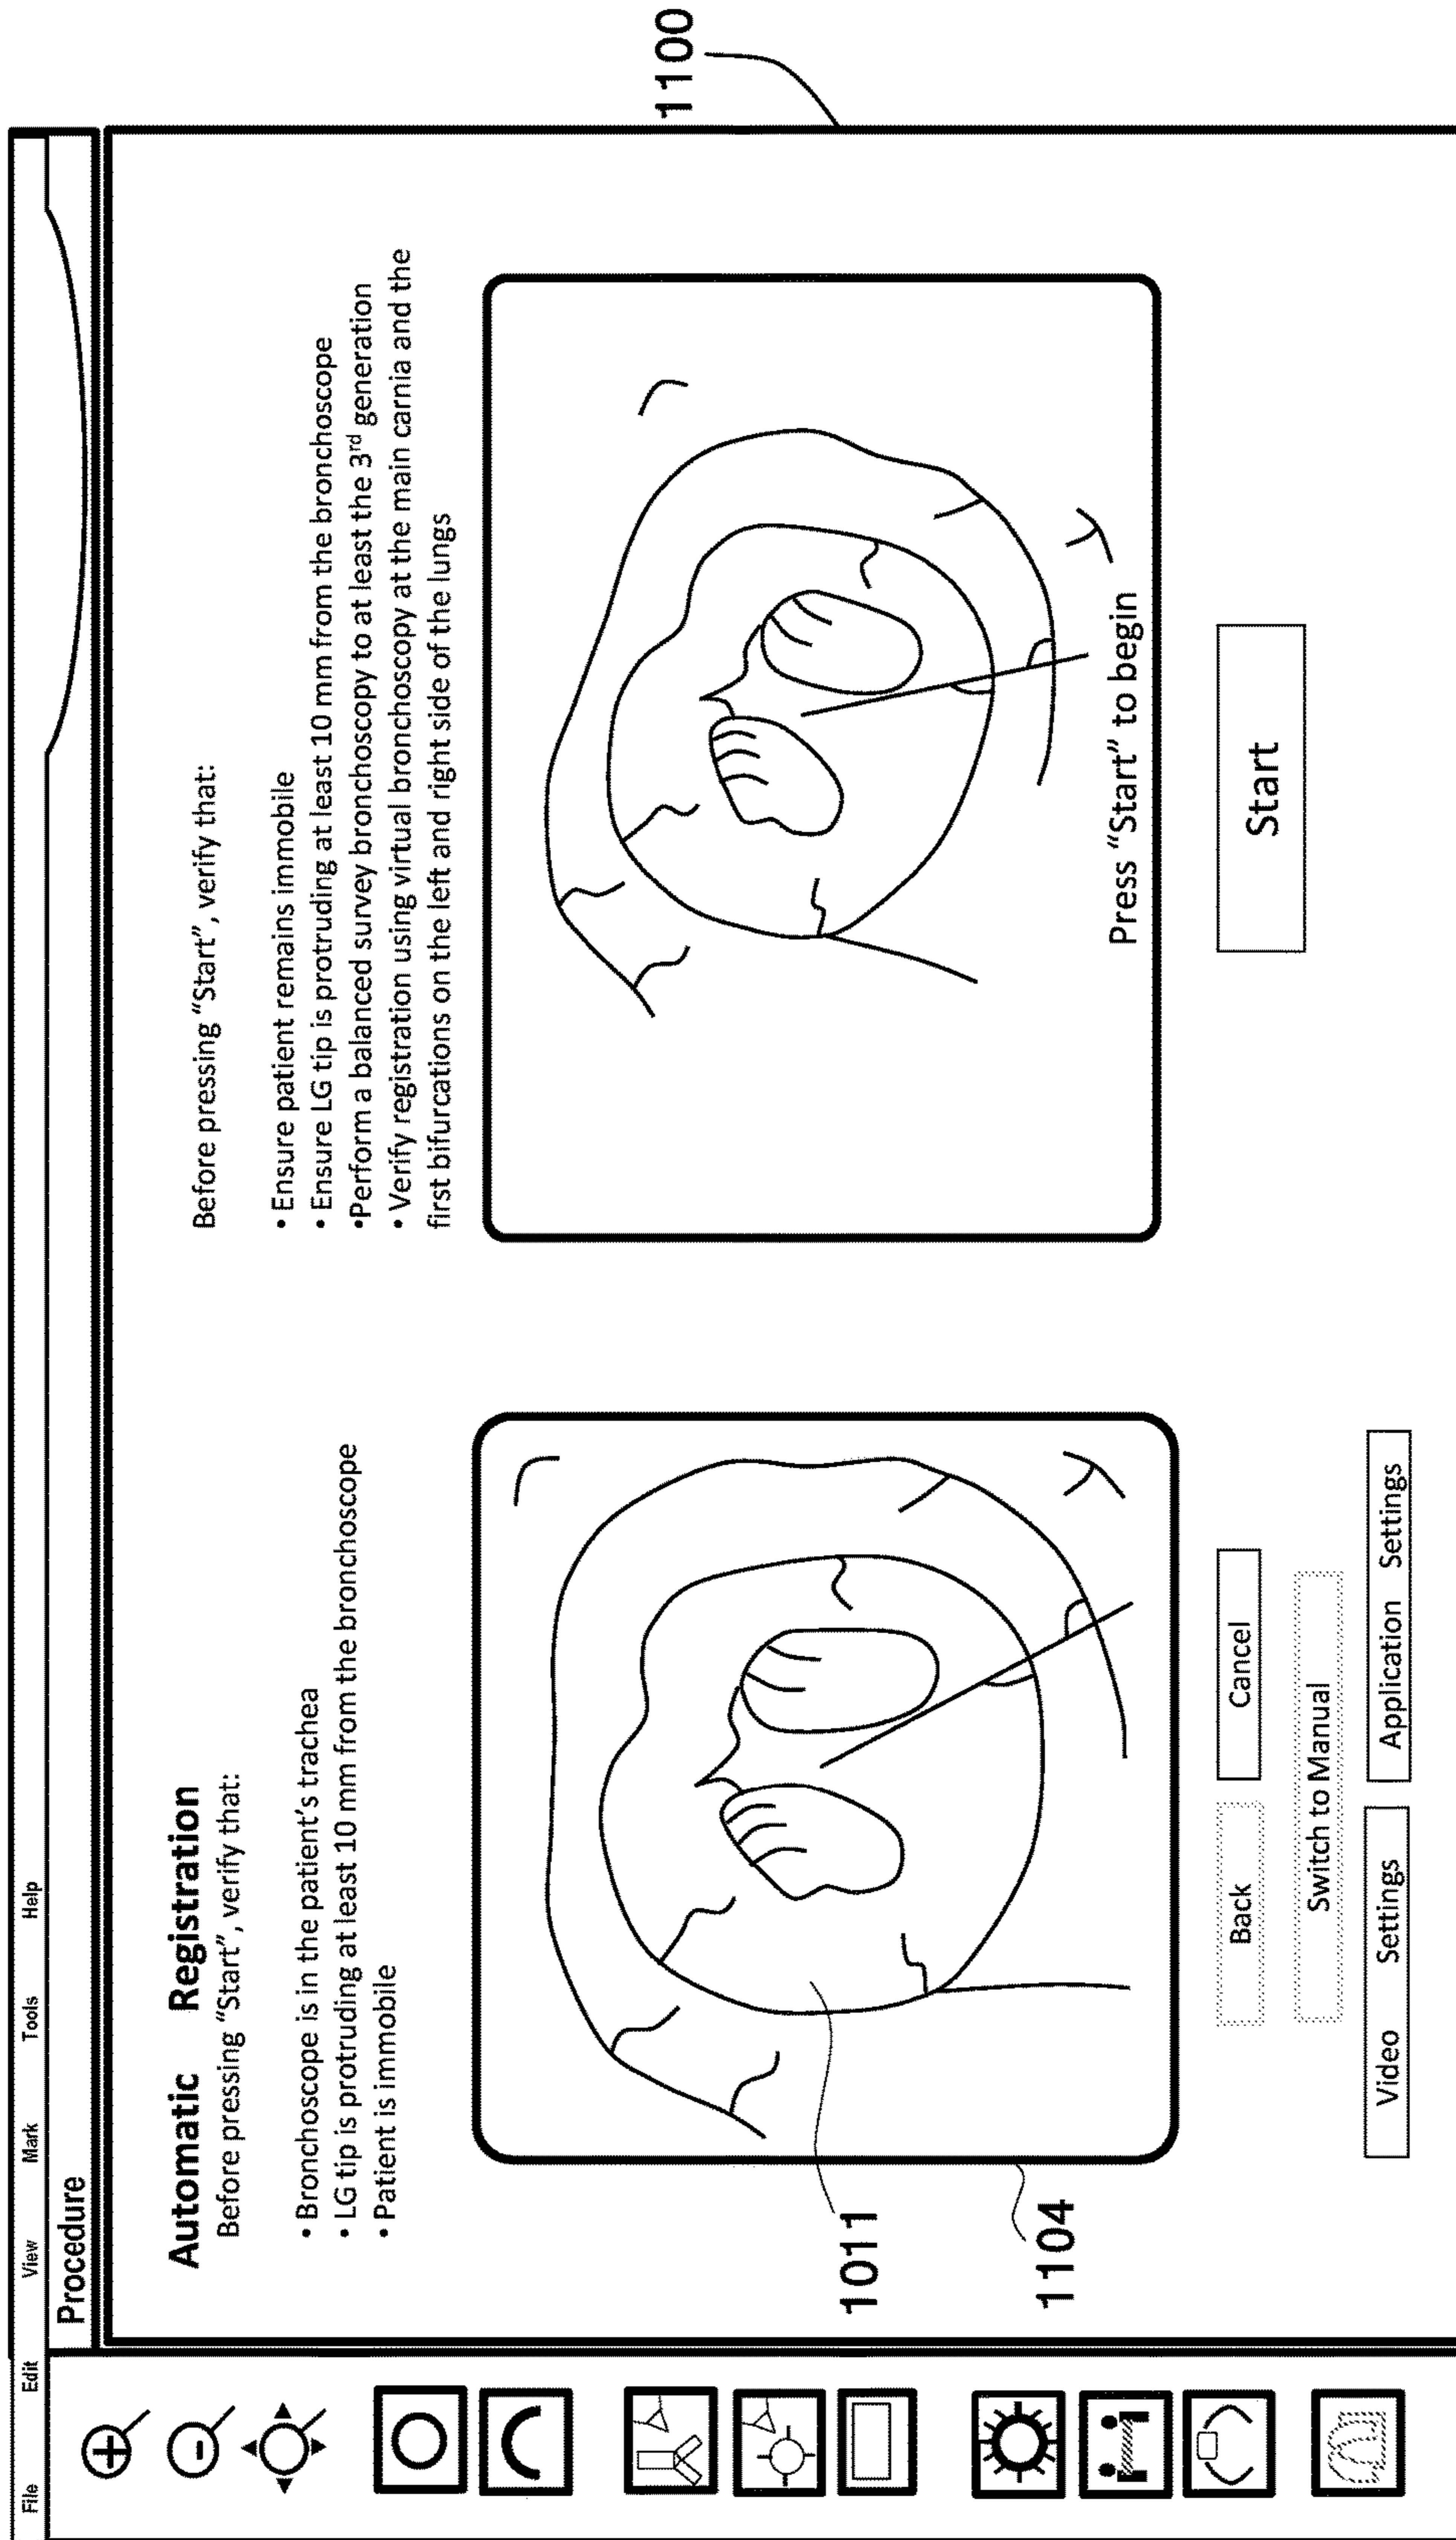 File Edit View Mark Tools Help
Procedure
Automatic Registration
Before pressing “Start”, verify that:
• Bronchoscope is in the patient’s trachea
• LG tip is protruding at least 10 mm from the bronchoscope
• Patient is immobile
1011
1104
Back
Cancel
Switch to Manual
Video Settings
Application Settings
Before pressing “Start”, verify that:
• Ensure patient remains immobile
• Ensure LG tip is protruding at least 10 mm from the bronchoscope
•Perform a balanced survey bronchoscopy to at least the 3rd generation
• Verify registration using virtual bronchoscopy at the main carnia and the
first bifurcations on the left and right side of the lungs
Press “Start” to begin
Start
1100